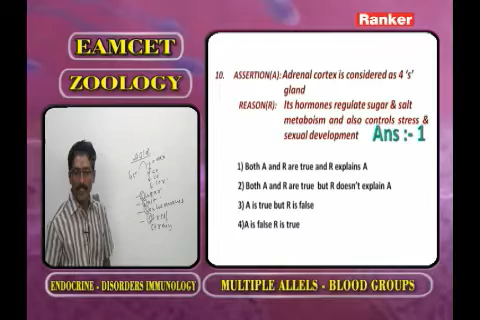 Ranker
EAMCET
ZOOLOGY
10. ASSERTION(A): Adrenal cortex is considered as 4 's'
gland
REASON(R): Its hormones regulate sugar & salt
metaboism and also controls stress &
sexual development
Ans :- 1
1) Both A and R are true and R explains A
2) Both A and R are true but R doesn't explain A
3) A is true but R is false
4)A is false R is true
ENDOCRINE - DISORDERS IMMUNOLOGY
MULTIPLE ALLELS - BLOOD GROUPS